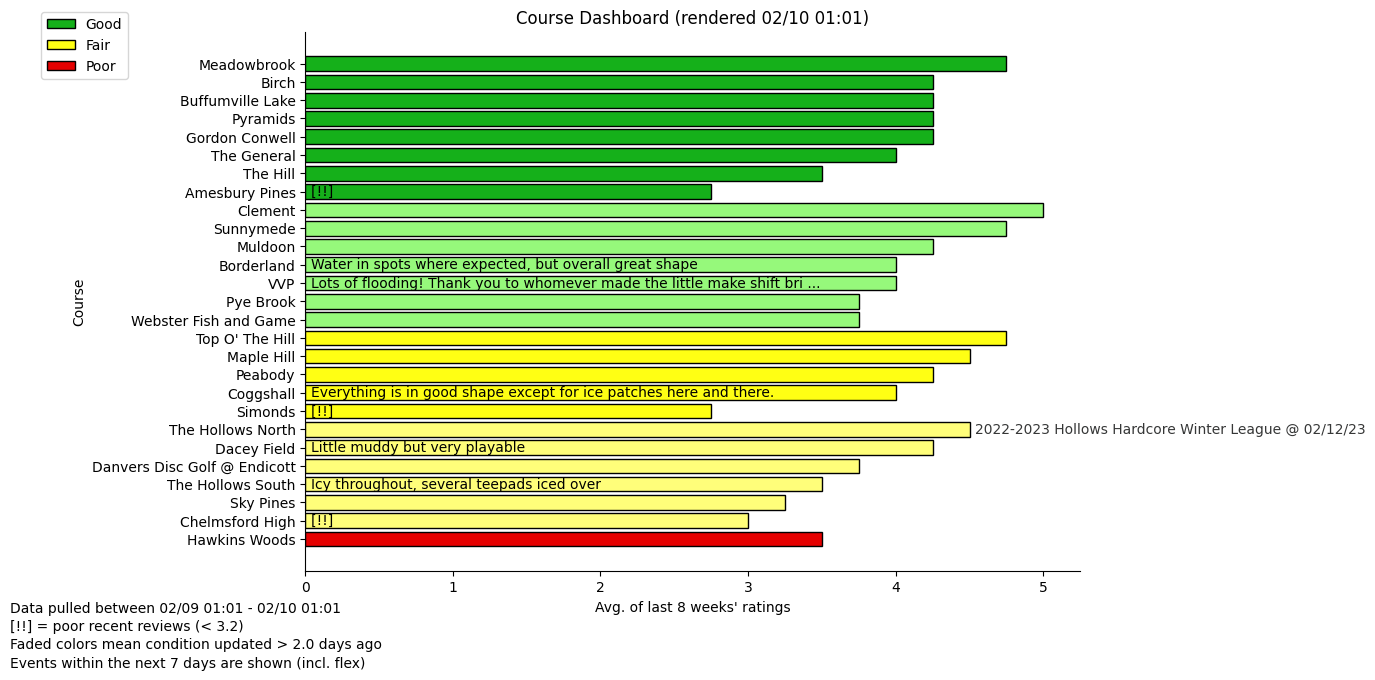 Good
Fair
Poor
Course Dashboard (rendered 02/10 01:01)
Course
Meadowbrook
Birch
Buffumville Lake
Pyramids
Gordon Conwell
The General
The Hill
Amesbury Pines [!!]
Clement
Sunnymede
Muldoon
Borderland Water in spots where expected, but overall great shape
VVP Lots of flooding! Thank you to whomever made the little make shift bri ...
Pye Brook
Webster Fish and Game
Top O' The Hill
Maple Hill
Peabody
Coggshall Everything is in good shape except for ice patches here and there.
Simonds [!!]
The Hollows North 2022-2023 Hollows Hardcore Winter League @ 02/12/23
Dacey Field Little muddy but very playable
Danvers Disc Golf @ Endicott
The Hollows South Icy throughout, several teepads iced over
Sky Pines
Chelmsford High [!!]
Hawkins Woods
0 1 2 3 4 5
Avg. of last 8 weeks' ratings
Data pulled between 02/09 01:01 - 02/10 01:01
[!!] = poor recent reviews (< 3.2)
Faded colors mean condition updated > 2.0 days ago
Events within the next 7 days are shown (incl. flex)